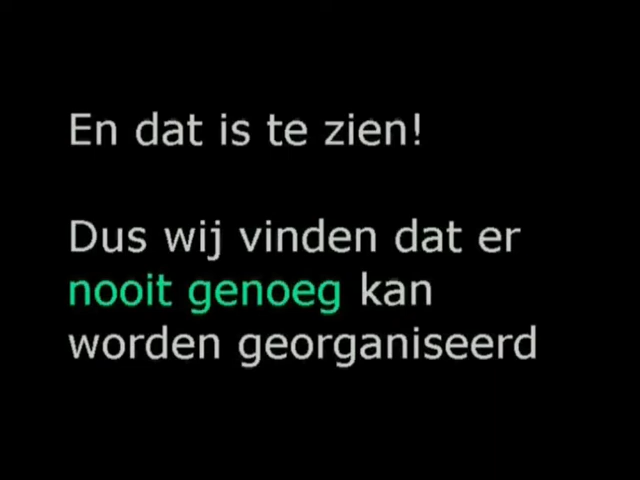 En dat is te zien!
Dus wij vinden dat er
nooit genoeg kan
worden georganiseerd